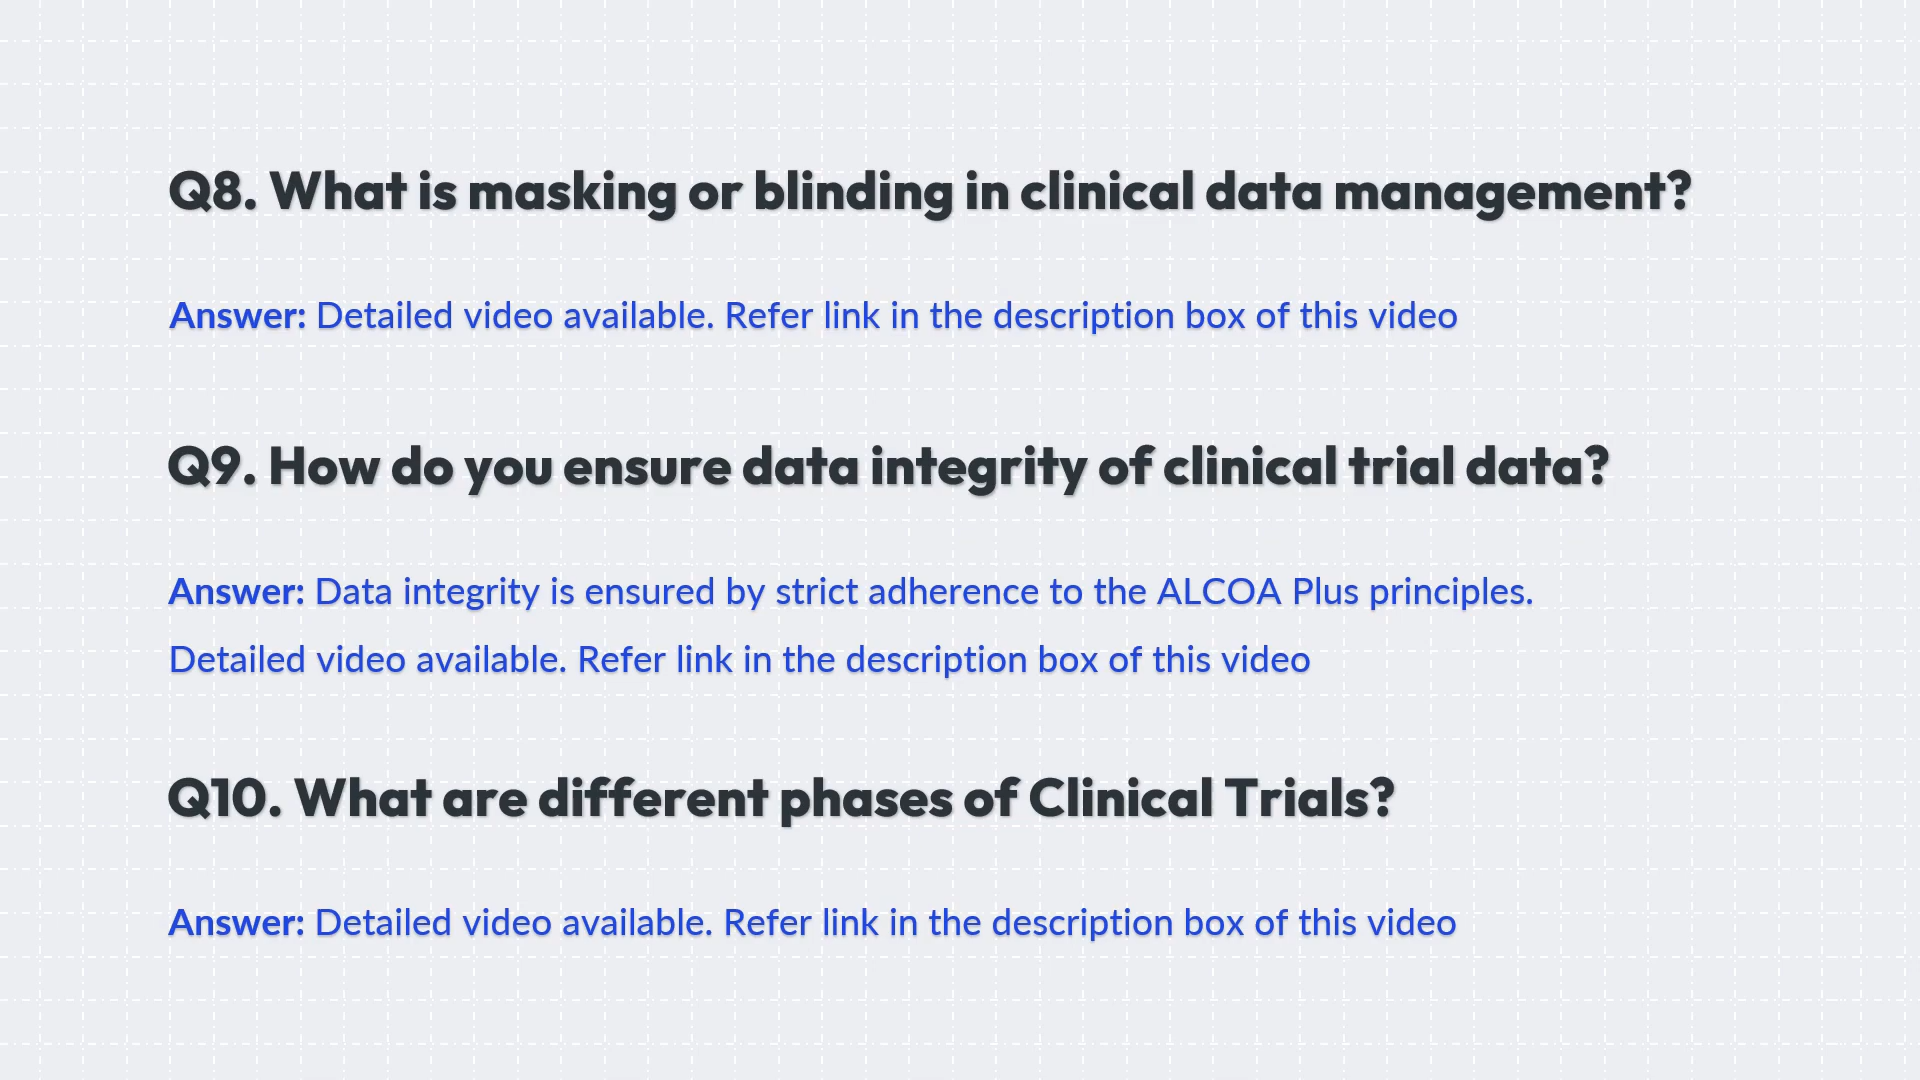 Q8. What is masking or blinding in clinical data management?
Answer: Detailed video available. Refer link in the description box of this video
Q9. How do you ensure data integrity of clinical trial data?
Answer: Data integrity is ensured by strict adherence to the ALCOA Plus principles.
Detailed video available. Refer link in the description box of this video
Q10. What are different phases of Clinical Trials?
Answer: Detailed video available. Refer link in the description box of this video